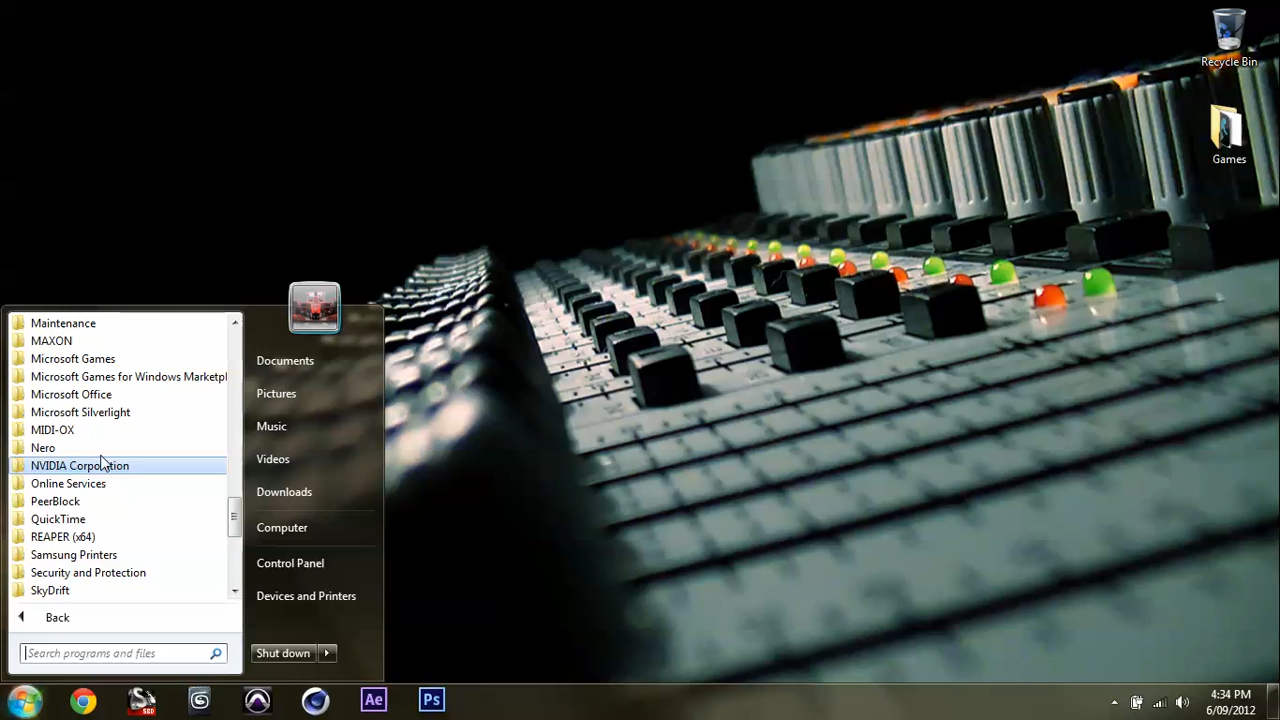 Recycle Bin
Games
Maintenance
MAXON
Microsoft Games
Microsoft Games for Windows Marketpl
Microsoft Office
Microsoft Silverlight
MIDI-OX
Nero
NVIDIA Corporation
Online Services
PeerBlock
QuickTime
REAPER (x64)
Samsung Printers
Security and Protection
SkyDrift
Back
Search programs and files
Documents
Pictures
Music
Videos
Downloads
Computer
Control Panel
Devices and Printers
Shut down
SE0
Ae
Ps
4:34 PM
6/09/2012